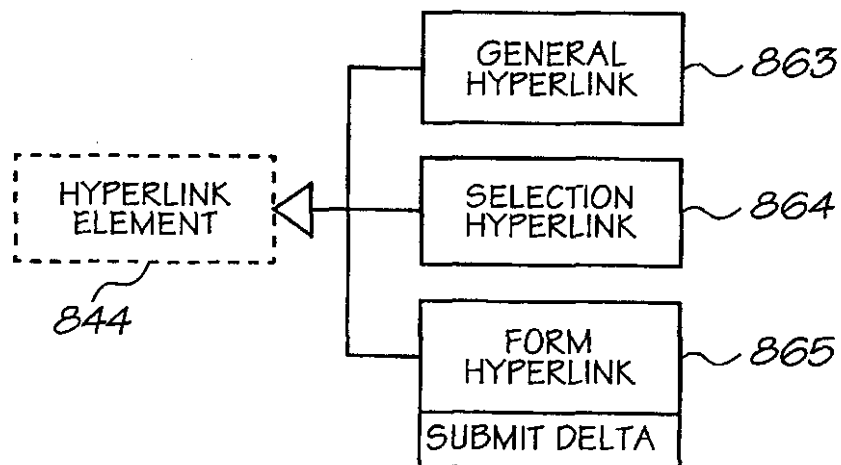 GENERAL
HYPERLINK
863
HYPERLINK
ELEMENT
844
SELECTION
HYPERLINK
864
FORM
HYPERLINK
865
SUBMIT DELTA